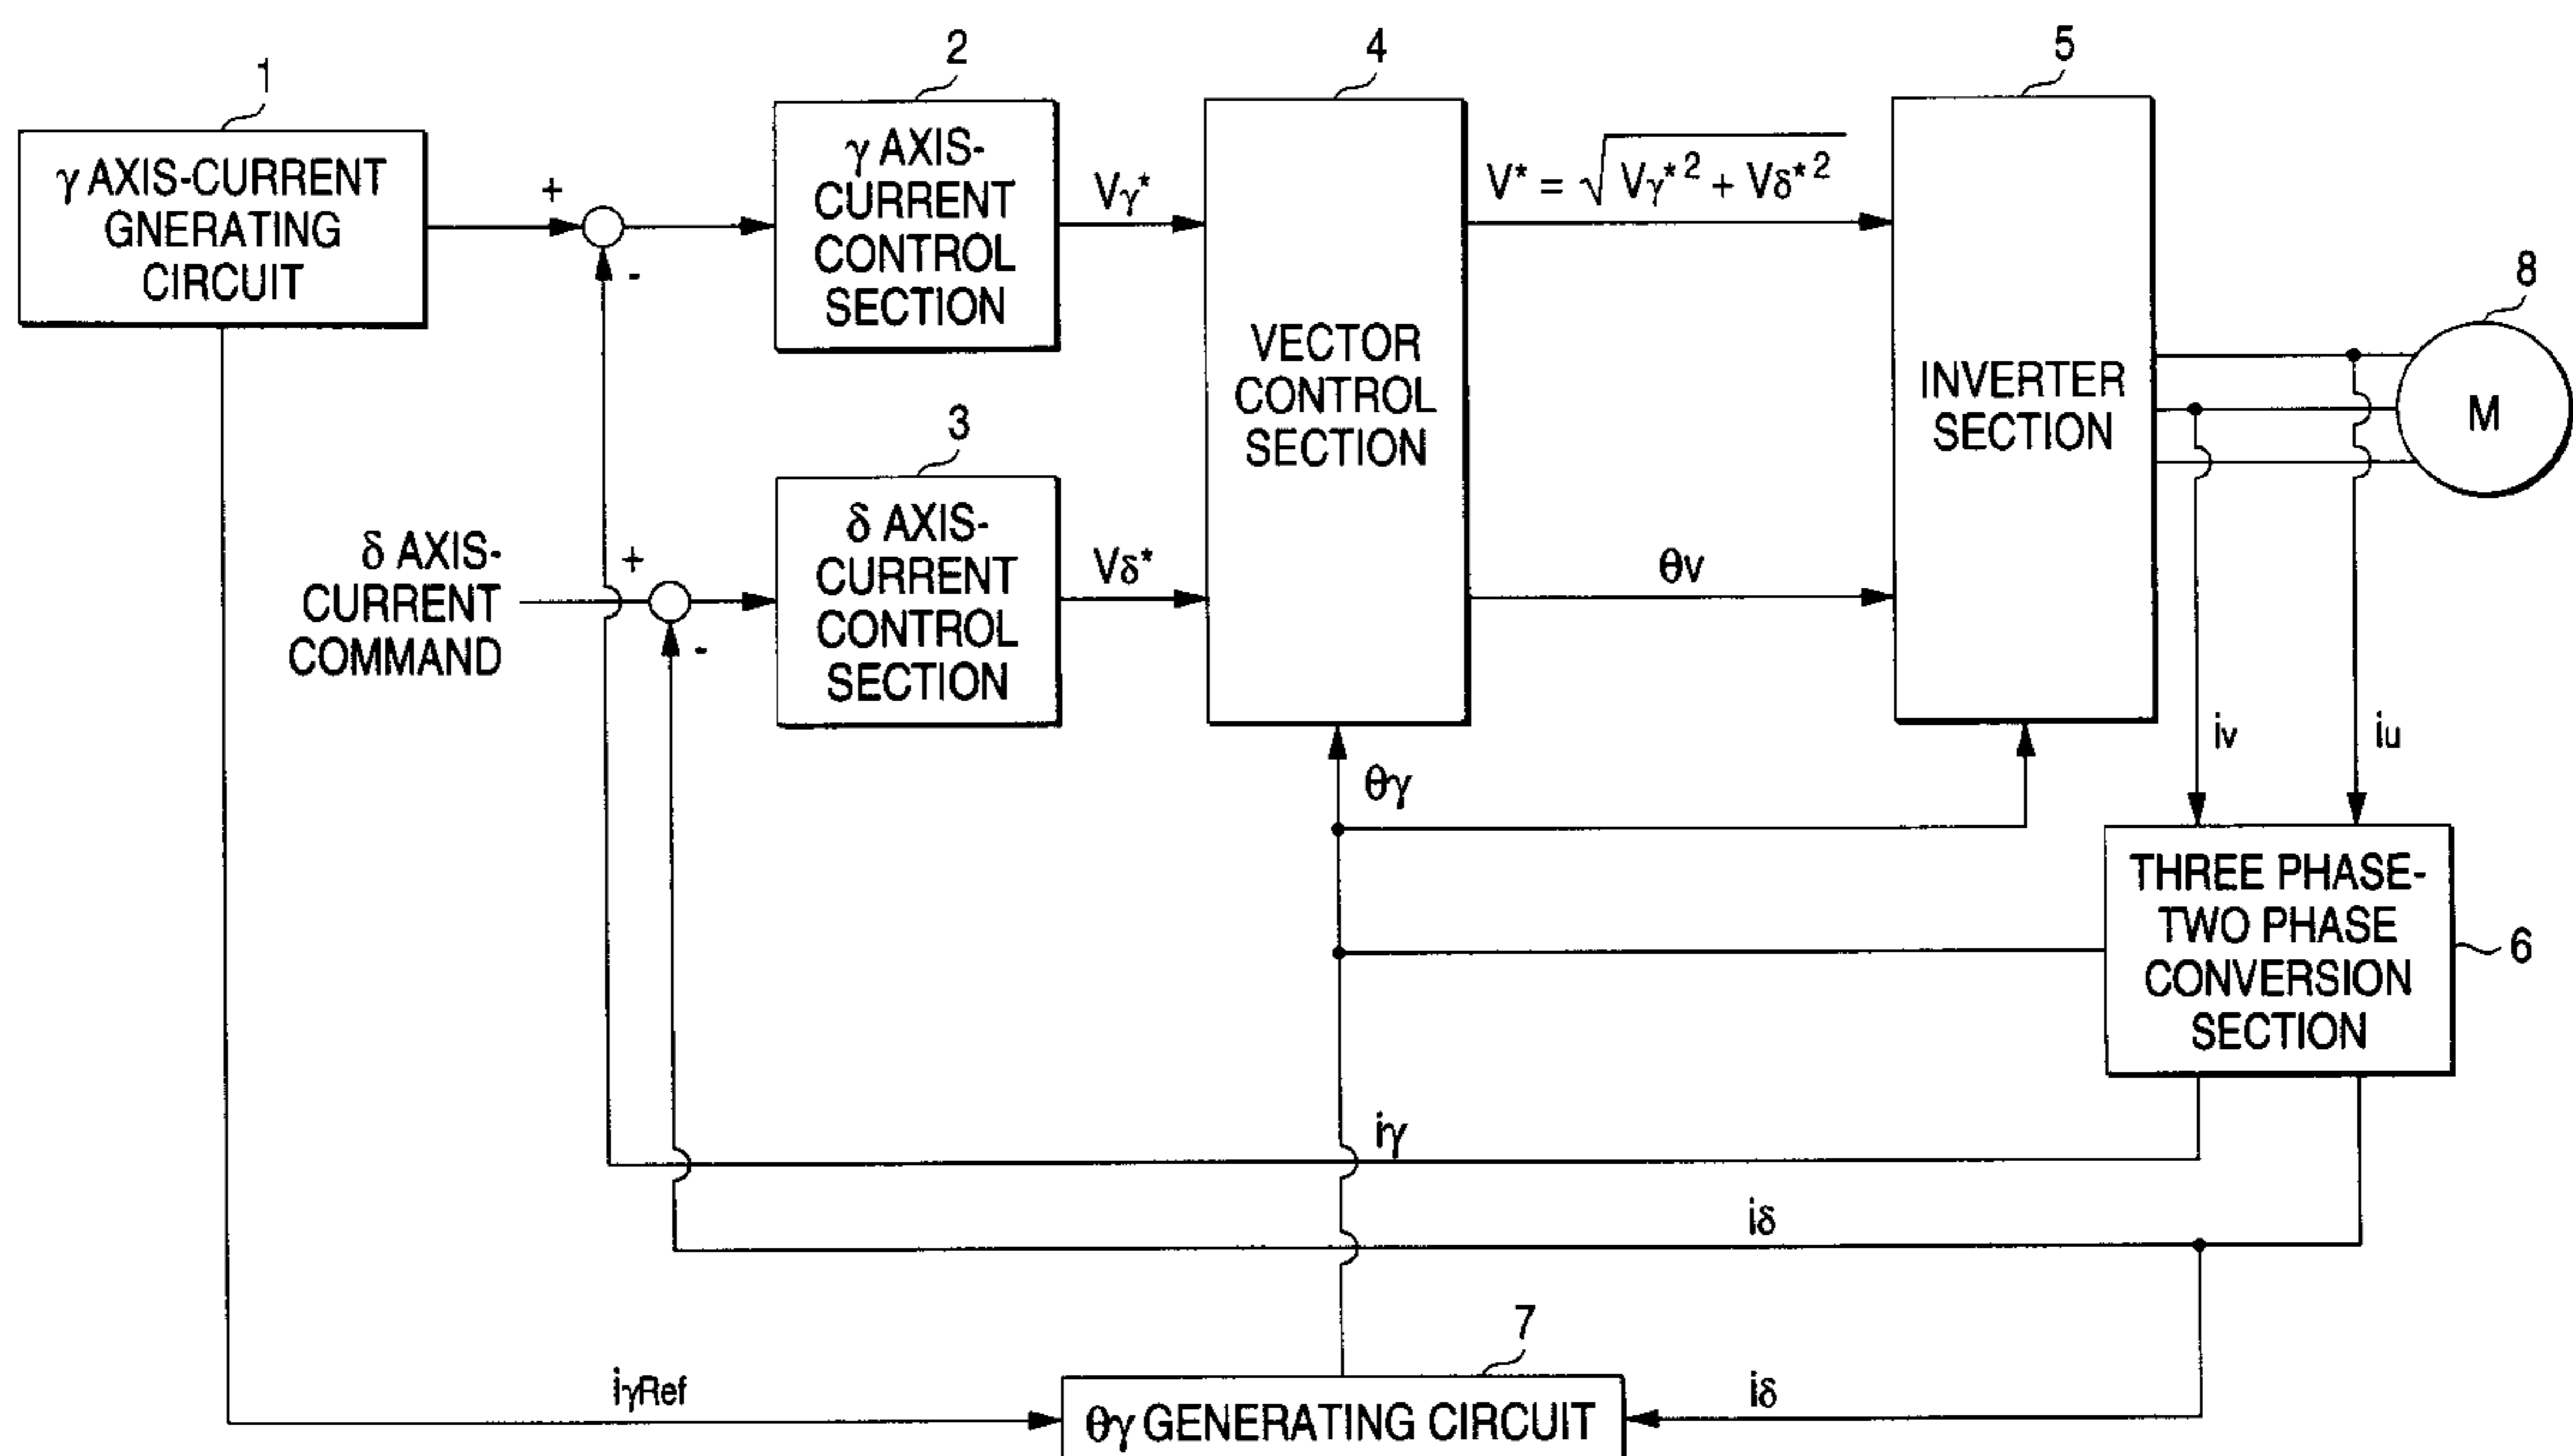 1
γ AXIS-CURRENT
GNERATING
CIRCUIT
+
-
2
γ AXIS-
CURRENT
CONTROL
SECTION
Vγ*
δ AXIS-
CURRENT
COMMAND
+
-
3
δ AXIS-
CURRENT
CONTROL
SECTION
Vδ*
4
VECTOR
CONTROL
SECTION
V* = √Vγ*² + Vδ*²
θv
5
INVERTER
SECTION
8
M
iv
iu
θγ
THREE PHASE-
TWO PHASE
CONVERSION
SECTION
6
iγ
iδ
iγRef
7
θγ GENERATING CIRCUIT
iδ